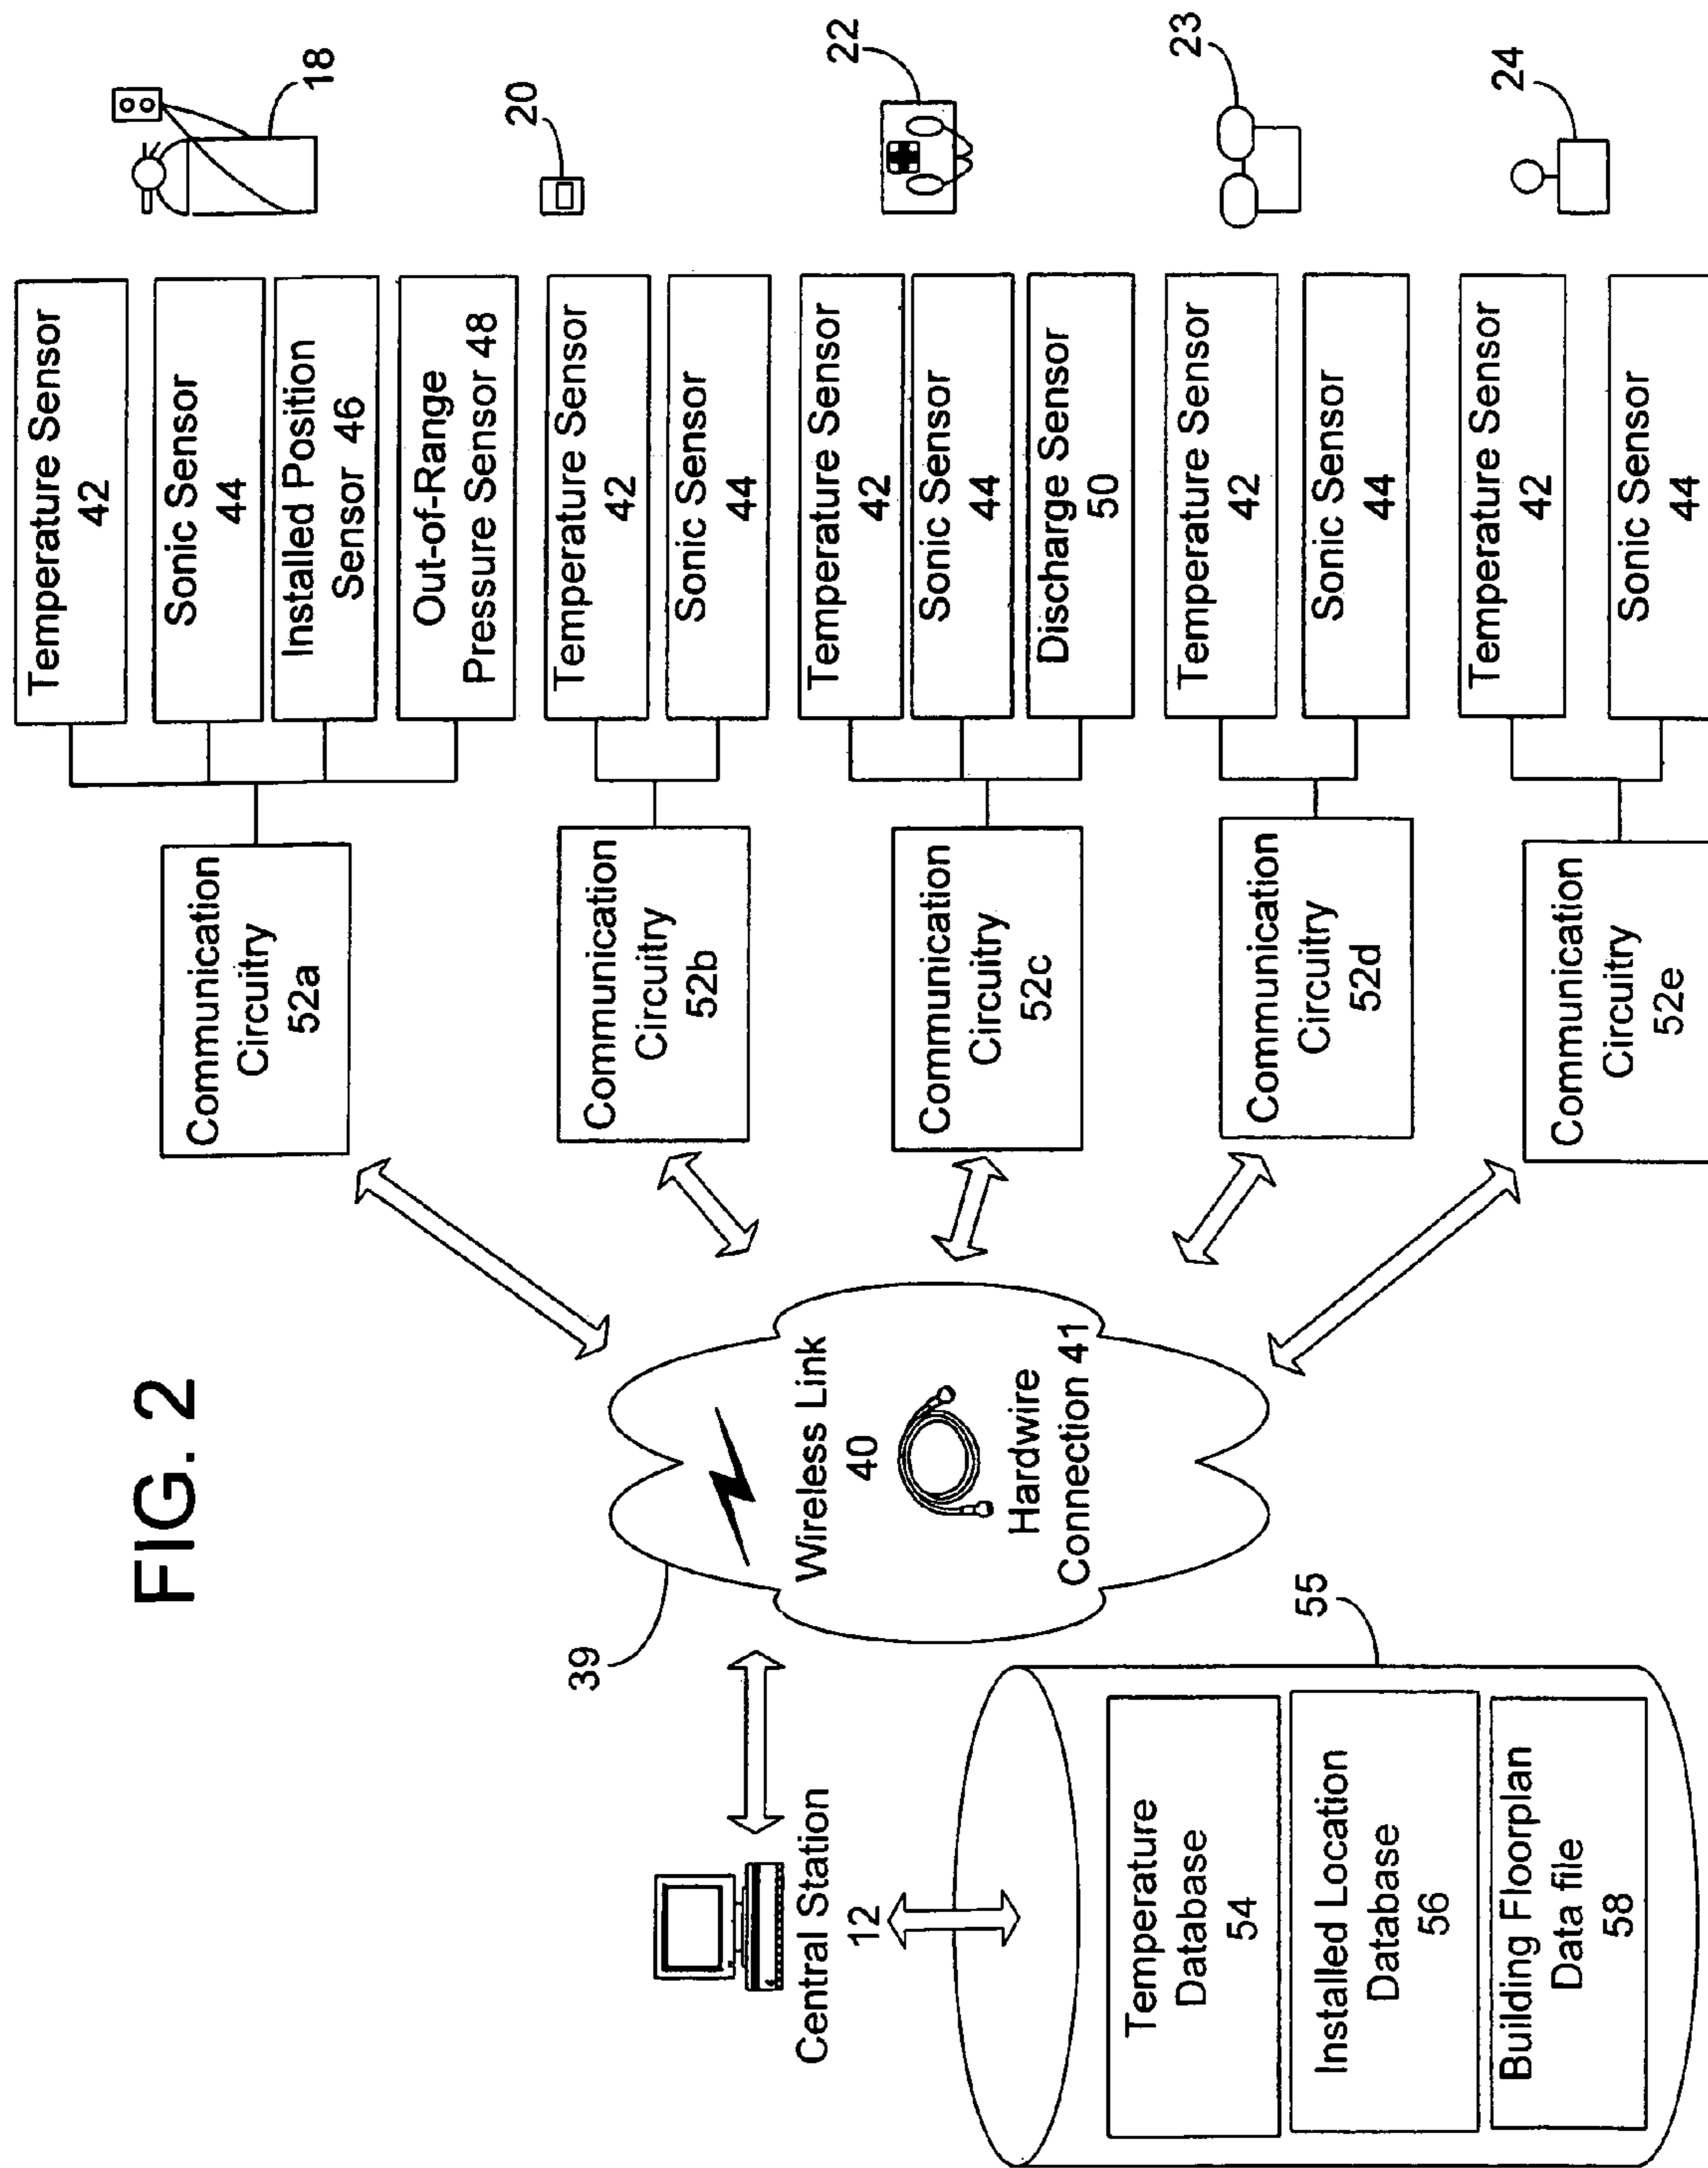 FIG. 2
Central Station
12
39
Wireless Link
40
Hardwire
Connection 41
55
Temperature
Database
54
Installed Location
Database
56
Building Floorplan
Data file
58
Communication
Circuitry
52a
Temperature Sensor
42
Sonic Sensor
44
Installed Position
Sensor 46
Out-of-Range
Pressure Sensor 48
18
Communication
Circuitry
52b
Temperature Sensor
42
Sonic Sensor
44
20
Communication
Circuitry
52c
Temperature Sensor
42
Sonic Sensor
44
Discharge Sensor
50
22
Communication
Circuitry
52d
Temperature Sensor
42
Sonic Sensor
44
23
Communication
Circuitry
52e
Temperature Sensor
42
Sonic Sensor
44
24